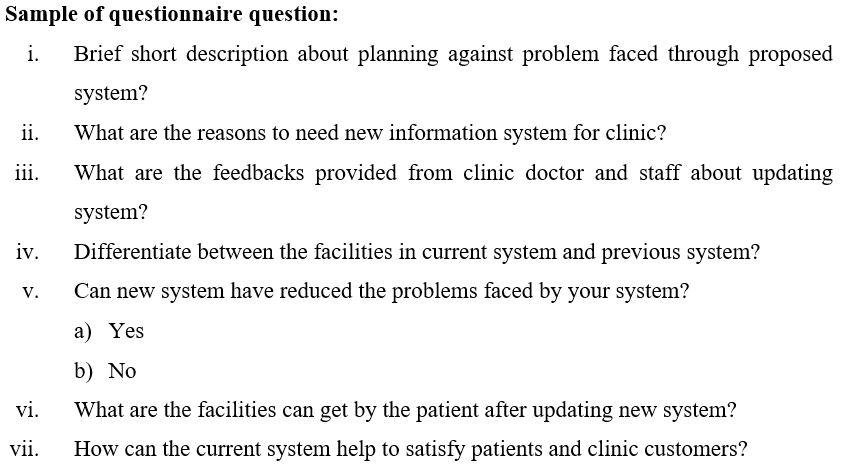 Sample of questionnaire question:
i. Brief short description about planning against problem faced through proposed
system?
ii. What are the reasons to need new information system for clinic?
iii. What are the feedbacks provided from clinic doctor and staff about updating
system?
iv. Differentiate between the facilities in current system and previous system?
v. Can new system have reduced the problems faced by your system?
a) Yes
b) No
vi. What are the facilities can get by the patient after updating new system?
vii. How can the current system help to satisfy patients and clinic customers?